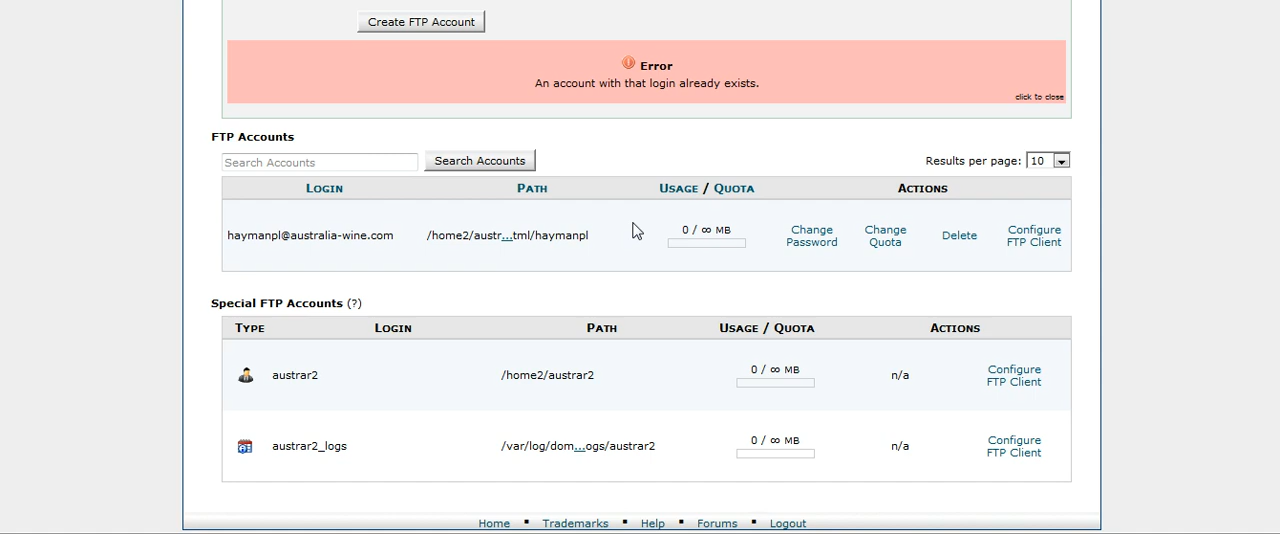 Create FTP Account
Error
An account with that login already exists.
click to close
FTP Accounts
Search Accounts
Search Accounts
Results per page: 10
LOGIN PATH USAGE / QUOTA ACTIONS
haymanpl@australia-wine.com /home2/austr...tml/haymanpl 0 / ∞ MB Change Password Change Quota Delete Configure FTP Client
Special FTP Accounts (?)
TYPE LOGIN PATH USAGE / QUOTA ACTIONS
austrar2 /home2/austrar2 0 / ∞ MB n/a Configure FTP Client
austrar2_logs /var/log/dom...ogs/austrar2 0 / ∞ MB n/a Configure FTP Client
Home ▪ Trademarks ▪ Help ▪ Forums ▪ Logout